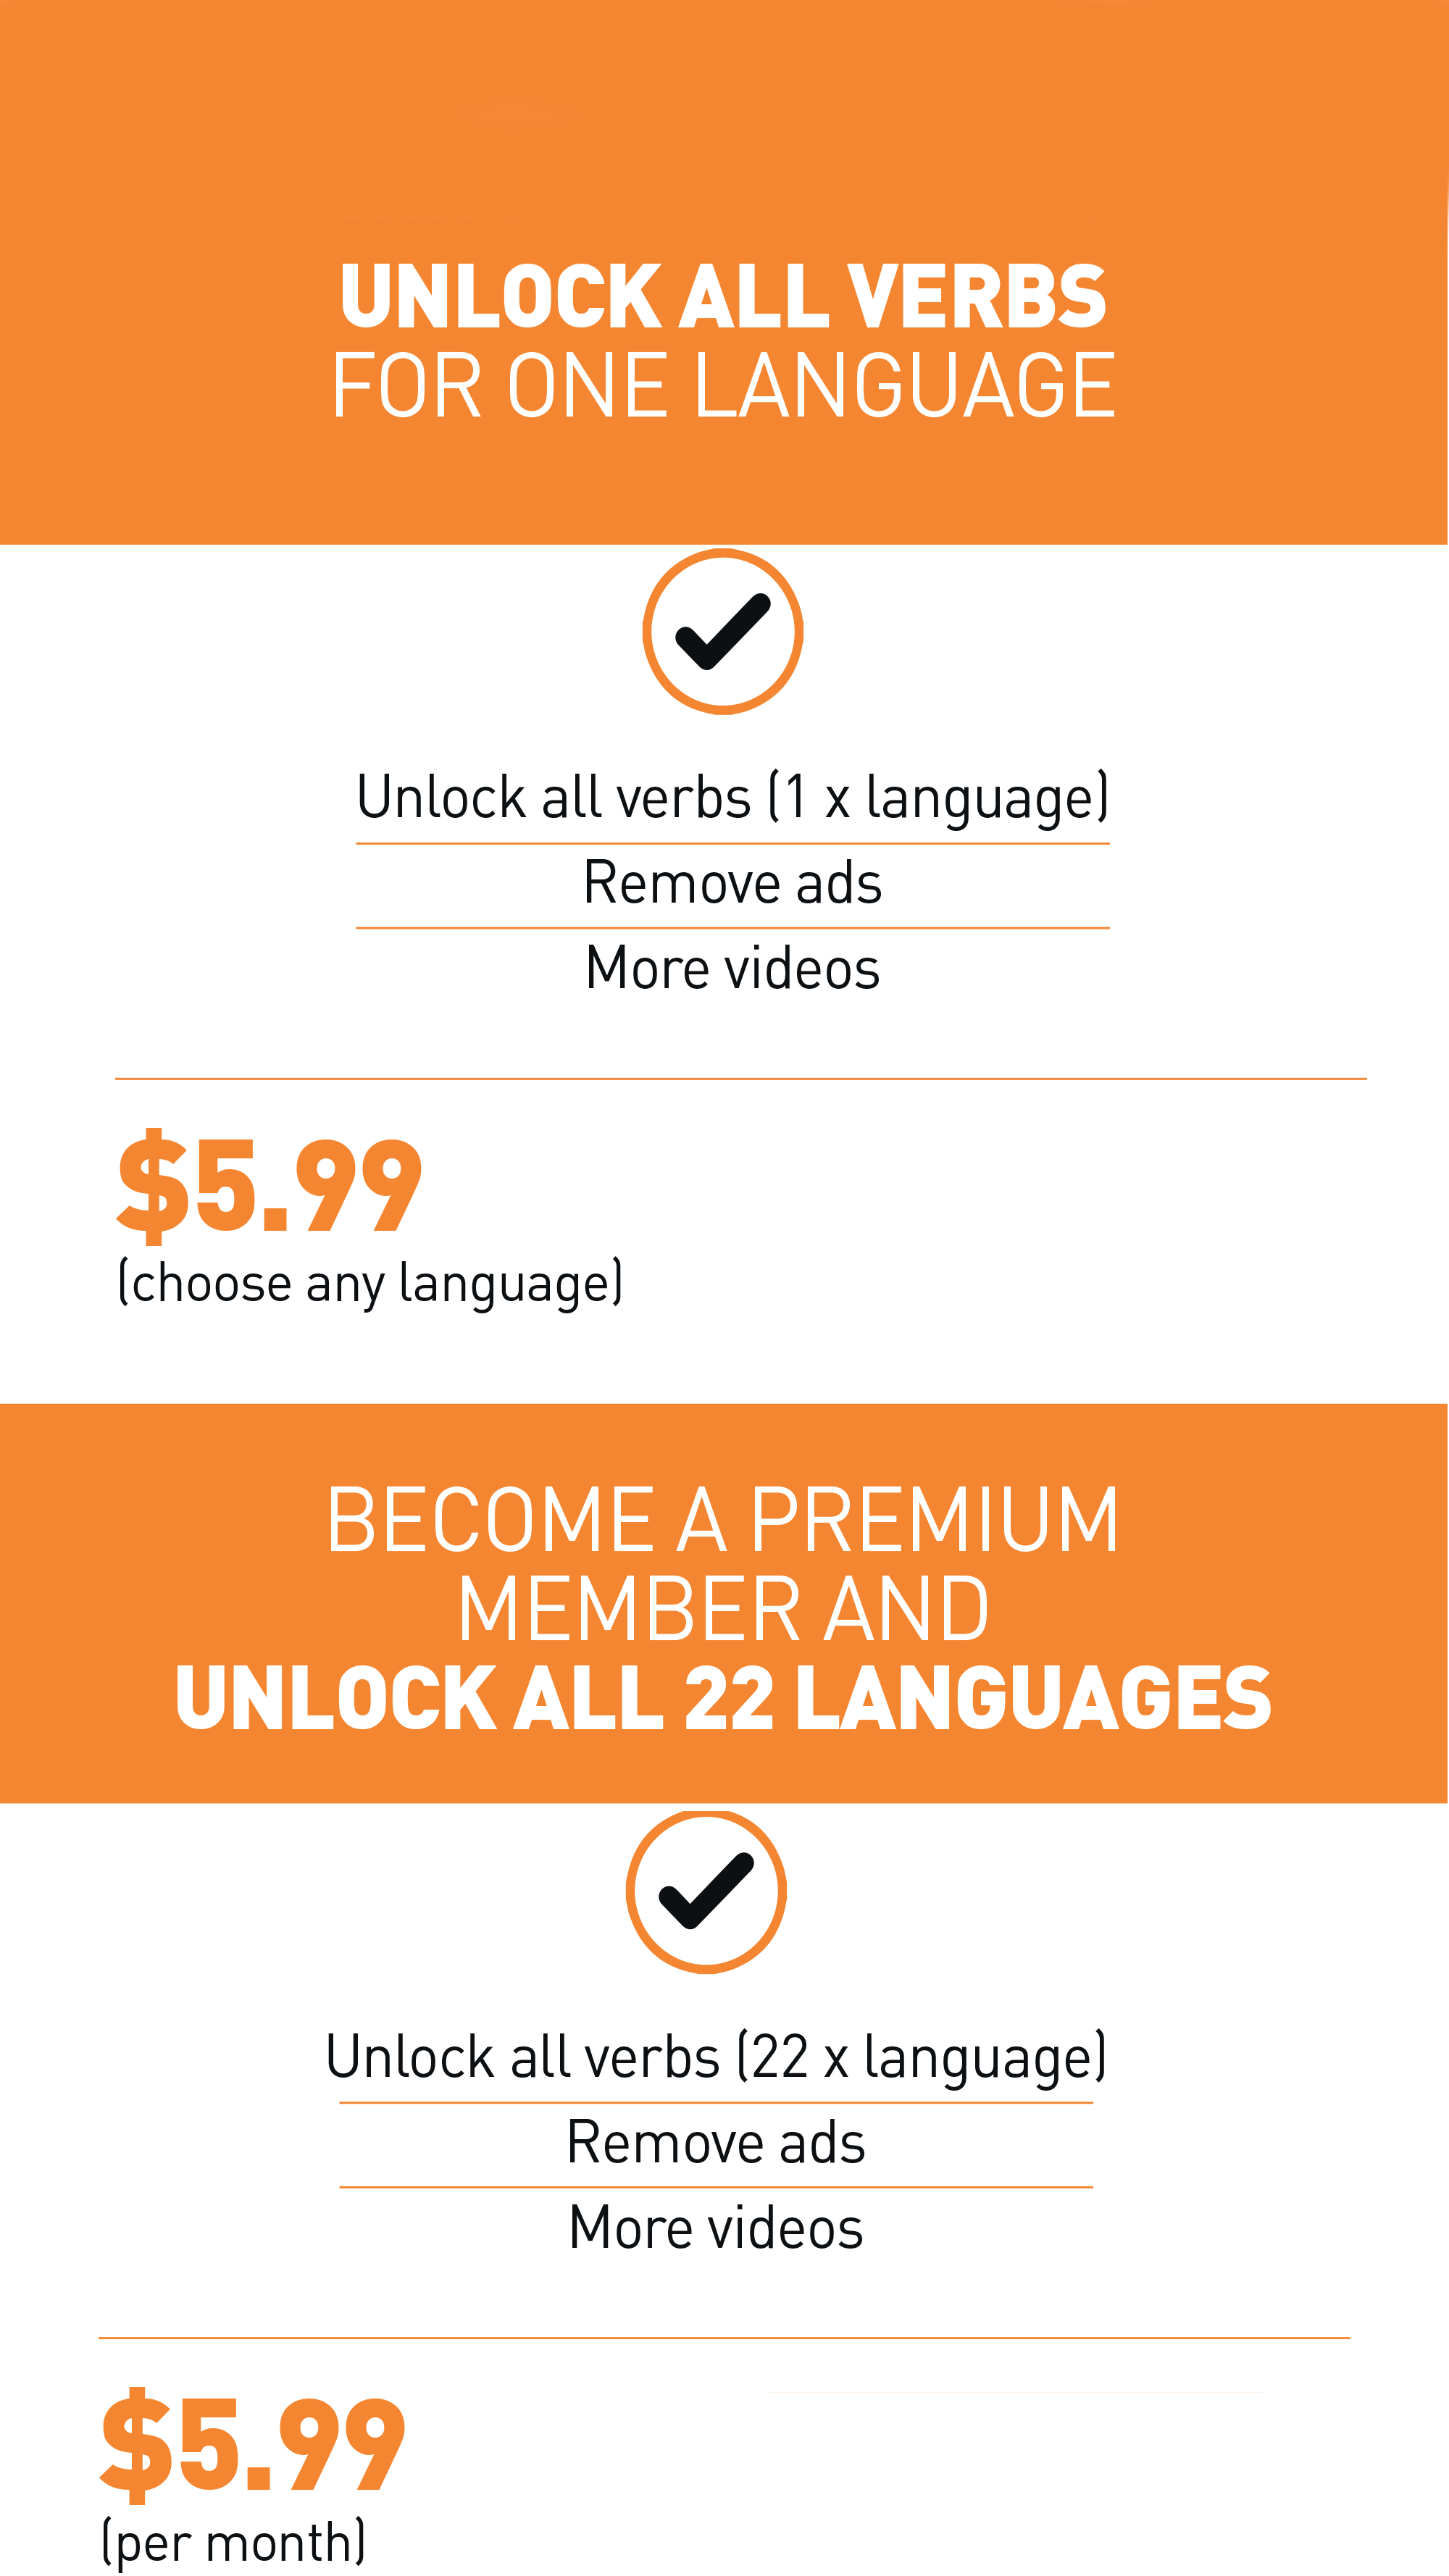 UNLOCK ALL VERBS
FOR ONE LANGUAGE
Unlock all verbs (1 x language)
Remove ads
More videos
$5.99
(choose any language)
BECOME A PREMIUM
MEMBER AND
UNLOCK ALL 22 LANGUAGES
Unlock all verbs (22 x language)
Remove ads
More videos
$5.99
(per month)